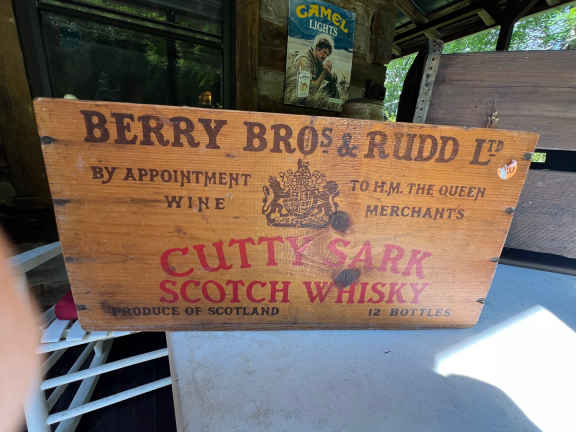 CAMEL
LIGHTS
BERRY BROS & RUDD LTD
BY APPOINTMENT TO H.M. THE QUEEN
WINE MERCHANTS
CUTTY SARK
SCOTCH WHISKY
PRODUCE OF SCOTLAND 12 BOTTLES